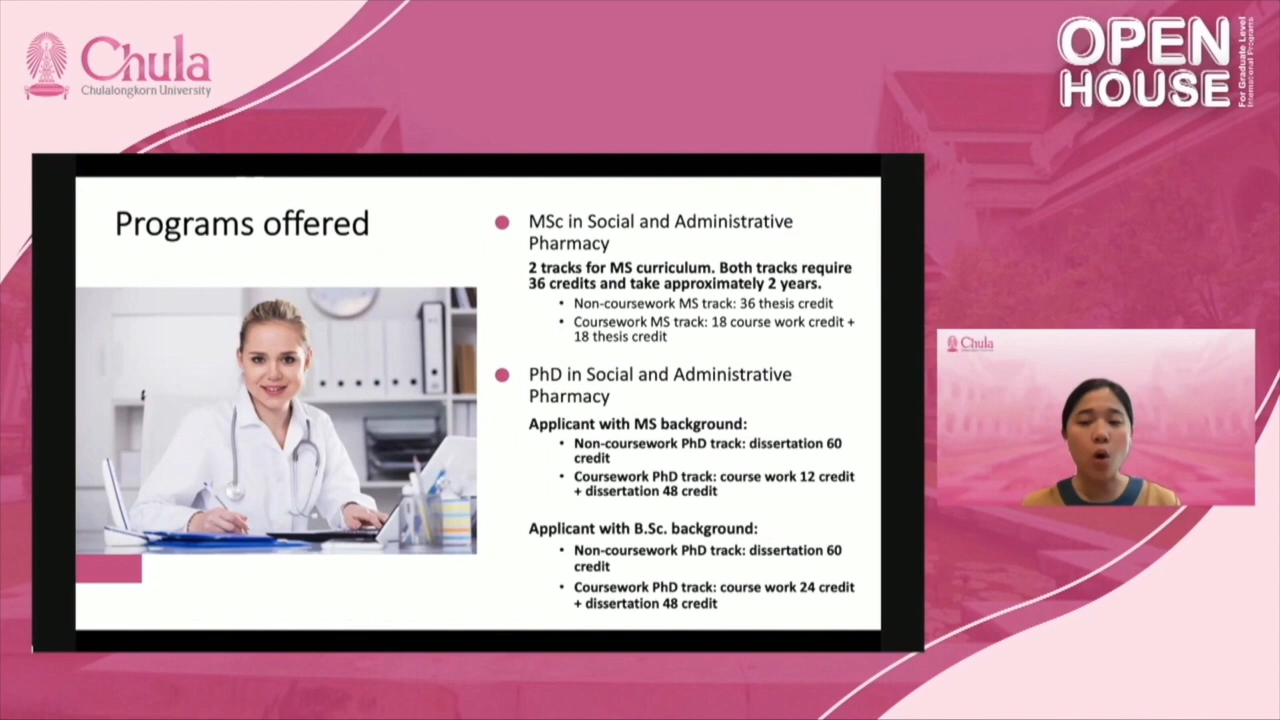 Chula
Chulalongkorn University
OPEN
HOUSE
For Graduate Level
International Programs
Programs offered
MSc in Social and Administrative
Pharmacy
2 tracks for MS curriculum. Both tracks require
36 credits and take approximately 2 years.
• Non-coursework MS track: 36 thesis credit
• Coursework MS track: 18 course work credit +
18 thesis credit
PhD in Social and Administrative
Pharmacy
Applicant with MS background:
• Non-coursework PhD track: dissertation 60
credit
• Coursework PhD track: course work 12 credit
+ dissertation 48 credit
Applicant with B.Sc. background:
• Non-coursework PhD track: dissertation 60
credit
• Coursework PhD track: course work 24 credit
+ dissertation 48 credit
Chula